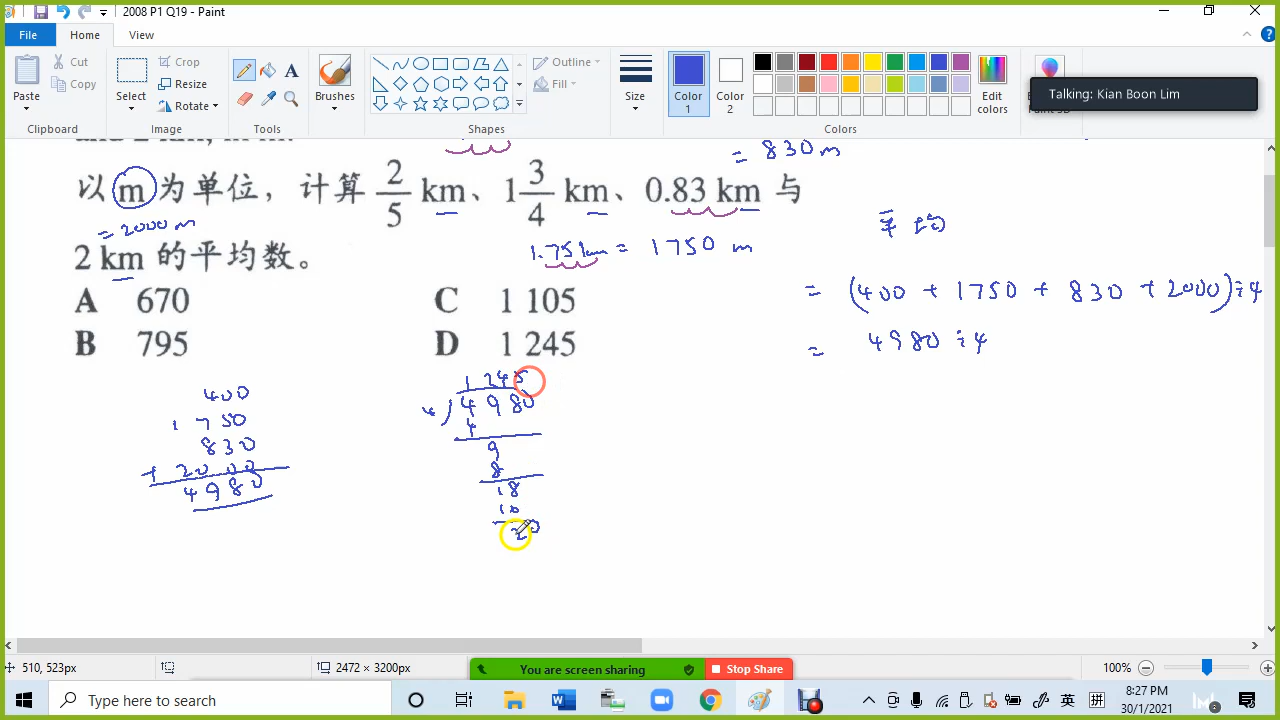 2008 P1 Q19 - Paint
File Home View
Paste Cut Copy Clipboard
Select Crop Resize Rotate Image
A Tools
Brushes
Outline Fill Shapes
Size
Color 1 Color 2 Edit colors Colors
Talking: Kian Boon Lim
= 830 m
以 m 为单位，计算 2/5 km、1 3/4 km、0.83 km 与
= 2000 m
2 km 的平均数。
1.75 km = 1750 m
平均
A 670 C 1 105
B 795 D 1 245
= (400 + 1750 + 830 + 2000) ÷ 4
= 4980 ÷ 4
400
1750
830
+ 2000
4980
1245
4) 4980
4
9
8
18
16
20
510, 523px
2472 × 3200px
You are screen sharing Stop Share
100%
Type here to search
英 拼
8:27 PM
30/1/2021